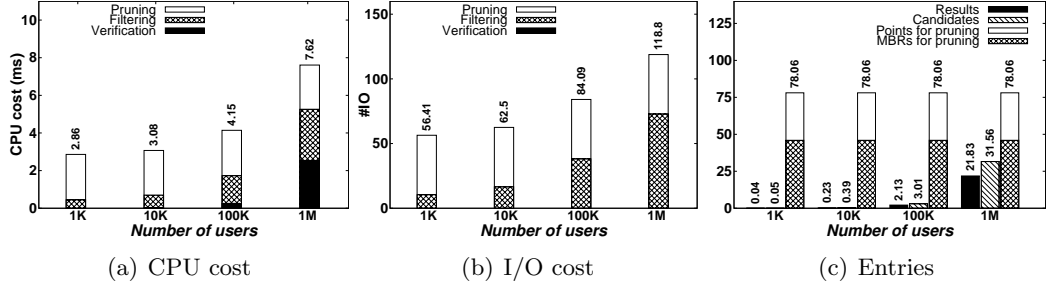 Pruning
Filtering
Verification
10
8
6
4
2
0
CPU cost (ms)
2.86
3.08
4.15
7.62
1K
10K
100K
1M
Number of users
(a) CPU cost
Pruning
Filtering
Verification
150
100
50
0
#IO
56.41
62.5
84.09
118.8
1K
10K
100K
1M
Number of users
(b) I/O cost
Results
Candidates
Points for pruning
MBRs for pruning
125
100
75
50
25
0
0.04
0.05
78.06
0.23
0.39
78.06
2.13
3.01
78.06
21.83
31.56
78.06
1K
10K
100K
1M
Number of users
(c) Entries